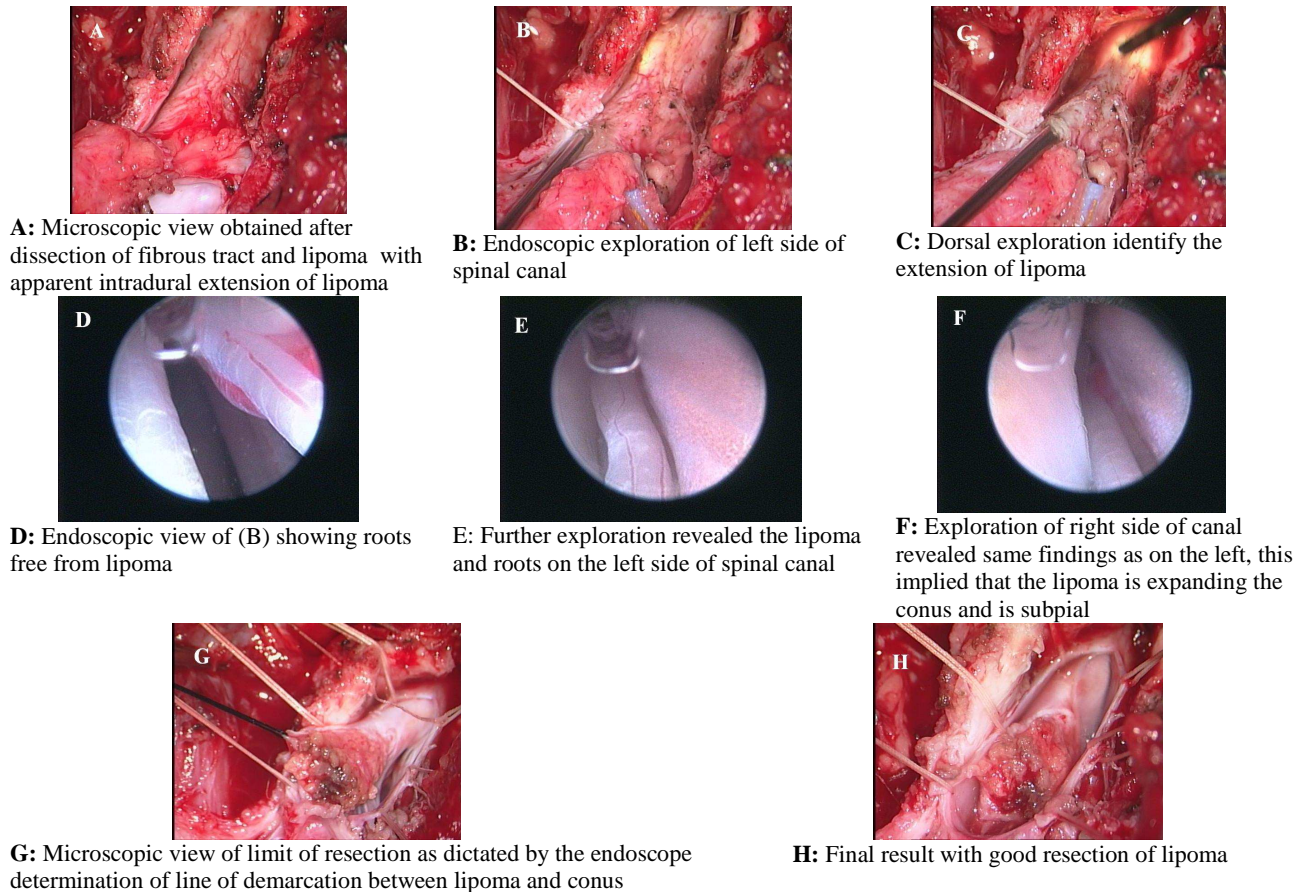 A
B
C
A: Microscopic view obtained after
dissection of fibrous tract and lipoma with
apparent intradural extension of lipoma
B: Endoscopic exploration of left side of
spinal canal
C: Dorsal exploration identify the
extension of lipoma
D
E
F
D: Endoscopic view of (B) showing roots
free from lipoma
E: Further exploration revealed the lipoma
and roots on the left side of spinal canal
F: Exploration of right side of canal
revealed same findings as on the left, this
implied that the lipoma is expanding the
conus and is subpial
G
H
G: Microscopic view of limit of resection as dictated by the endoscope
determination of line of demarcation between lipoma and conus
H: Final result with good resection of lipoma